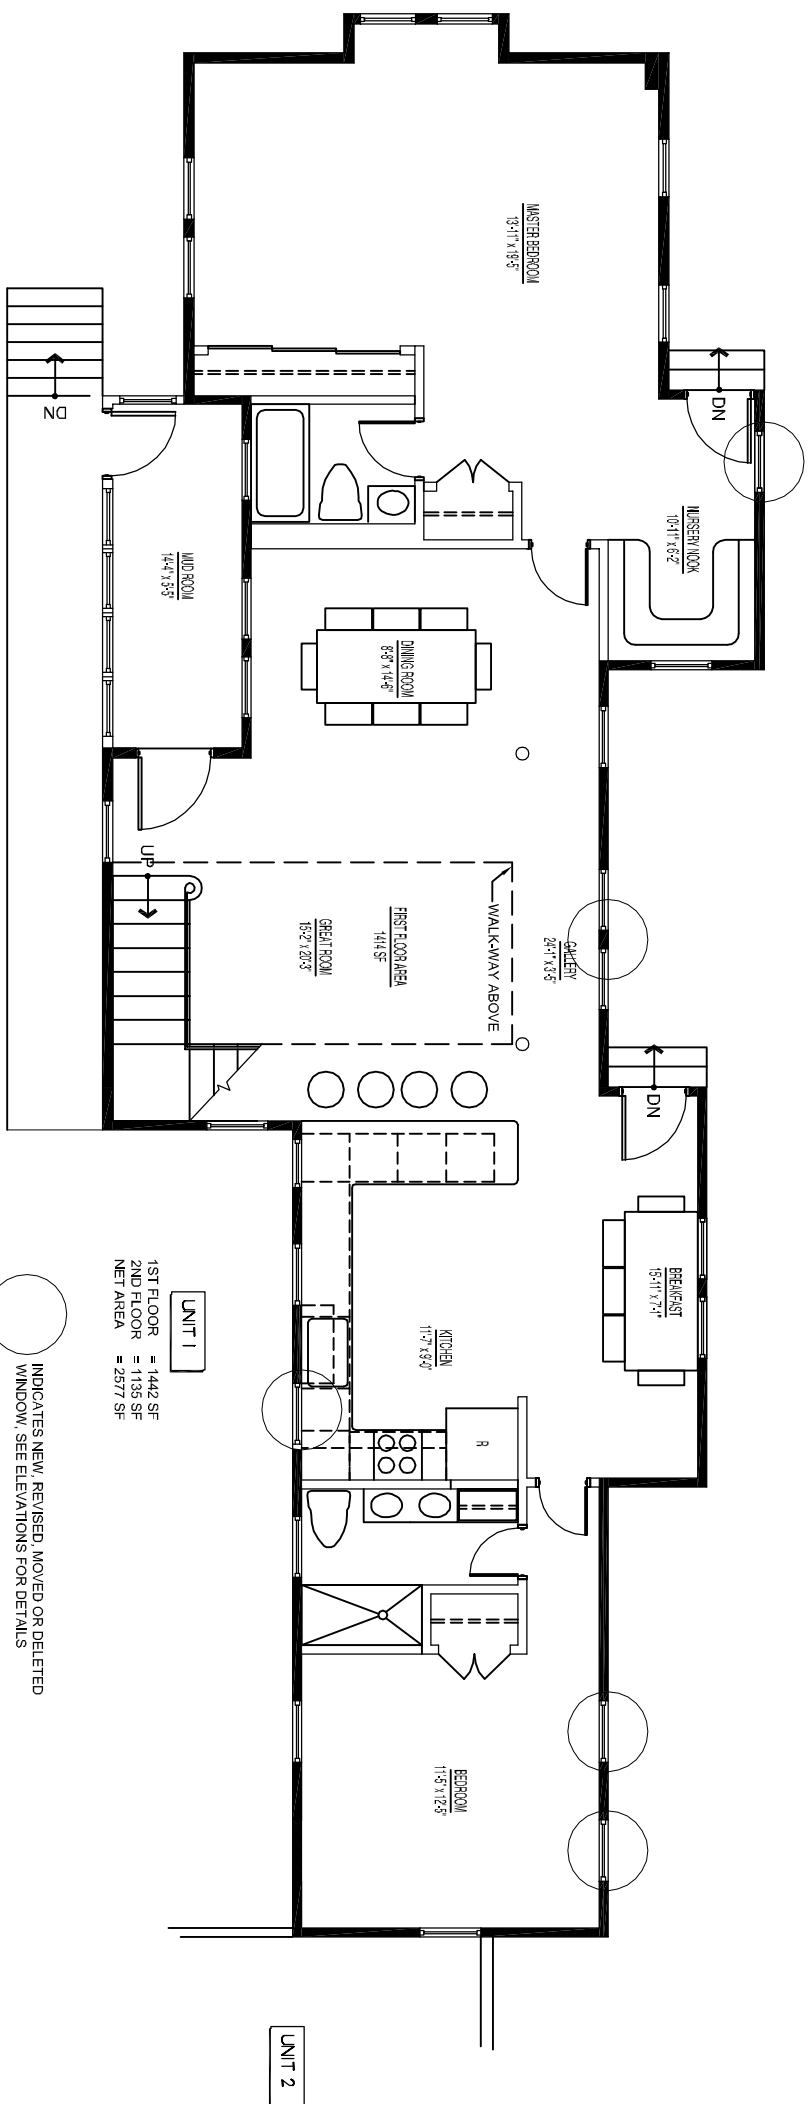 MASTER BEDROOM
13'-11" x 19'-5"
DN
NURSERY NOOK
10'-11" x 6'-2"
DN
MUD ROOM
14'-4" x 5'-5"
DINING ROOM
8'-8" x 14'-6"
UP
WALK-WAY ABOVE
FIRST FLOOR AREA
1414 SF
GREAT ROOM
15'-2" x 20'-3"
GALLERY
24'-1" x 3'-5"
DN
BREAKFAST
15'-11" x 7'-1"
KITCHEN
11'-7" x 9'-0"
R
BEDROOM
11'-5" x 12'-5"
UNIT 1
1ST FLOOR = 1442 SF
2ND FLOOR = 1135 SF
NET AREA = 2577 SF
INDICATES NEW, REVISED, MOVED OR DELETED
WINDOW, SEE ELEVATIONS FOR DETAILS
UNIT 2